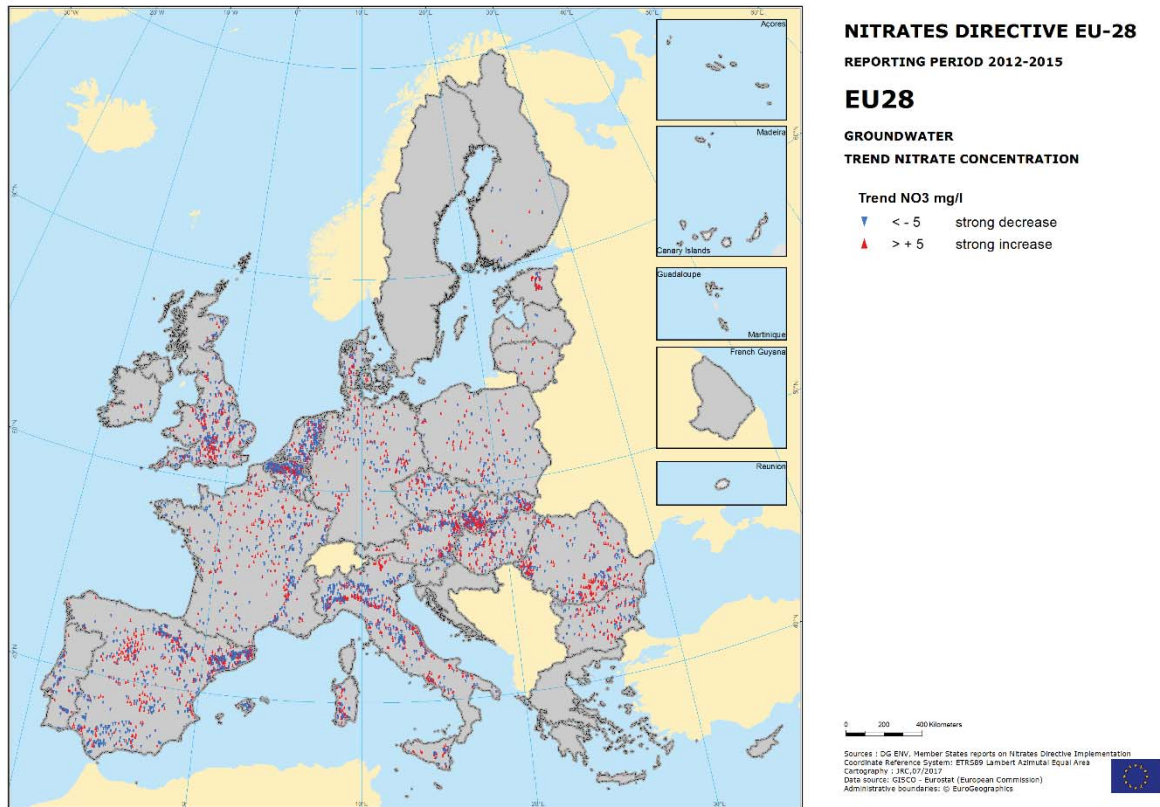 Açores
Madeira
Canary Islands
Guadaloupe
Martinique
French Guyana
Reunion
NITRATES DIRECTIVE EU-28
REPORTING PERIOD 2012-2015
EU28
GROUNDWATER
TREND NITRATE CONCENTRATION
Trend NO3 mg/l
< - 5 strong decrease
> + 5 strong increase
0 200 400 Kilometers
Sources : DG ENV, Member States reports on Nitrates Directive Implementation
Coordinate Reference System: ETRS89 Lambert Azimutal Equal Area
Cartography : JRC,07/2017
Data source: GISCO - Eurostat (European Commission)
Administrative boundaries: © EuroGeographics